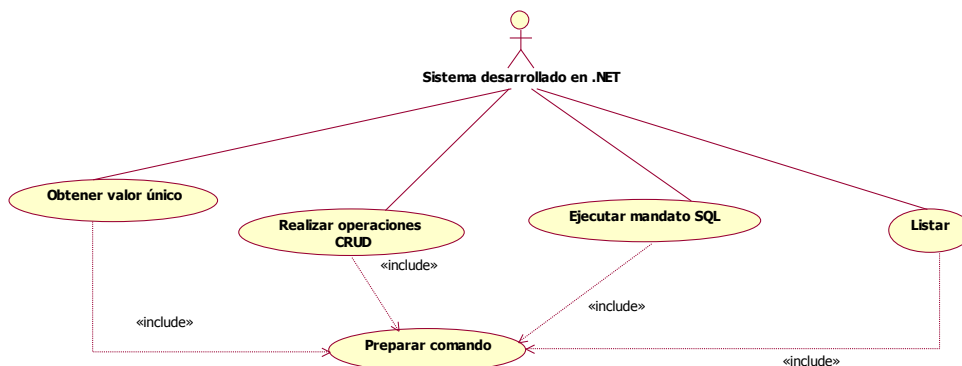 Sistema desarrollado en .NET
Obtener valor único
Realizar operaciones
CRUD
Ejecutar mandato SQL
Listar
«include»
«include»
«include»
«include»
Preparar comando